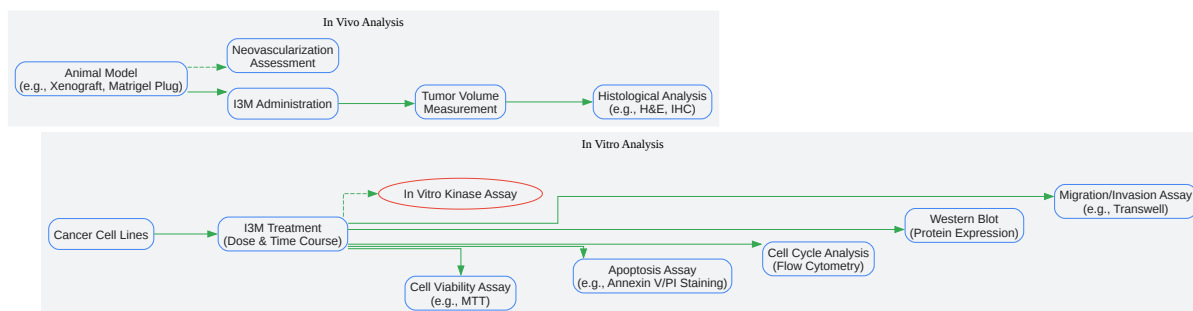 In Vivo Analysis
Neovascularization
Assessment
Animal Model
(e.g., Xenograft, Matrigel Plug)
I3M Administration
Tumor Volume
Measurement
Histological Analysis
(e.g., H&E, IHC)
In Vitro Analysis
In Vitro Kinase Assay
Migration/Invasion Assay
(e.g., Transwell)
Cancer Cell Lines
I3M Treatment
(Dose & Time Course)
Western Blot
(Protein Expression)
Cell Cycle Analysis
(Flow Cytometry)
Apoptosis Assay
(e.g., Annexin V/PI Staining)
Cell Viability Assay
(e.g., MTT)